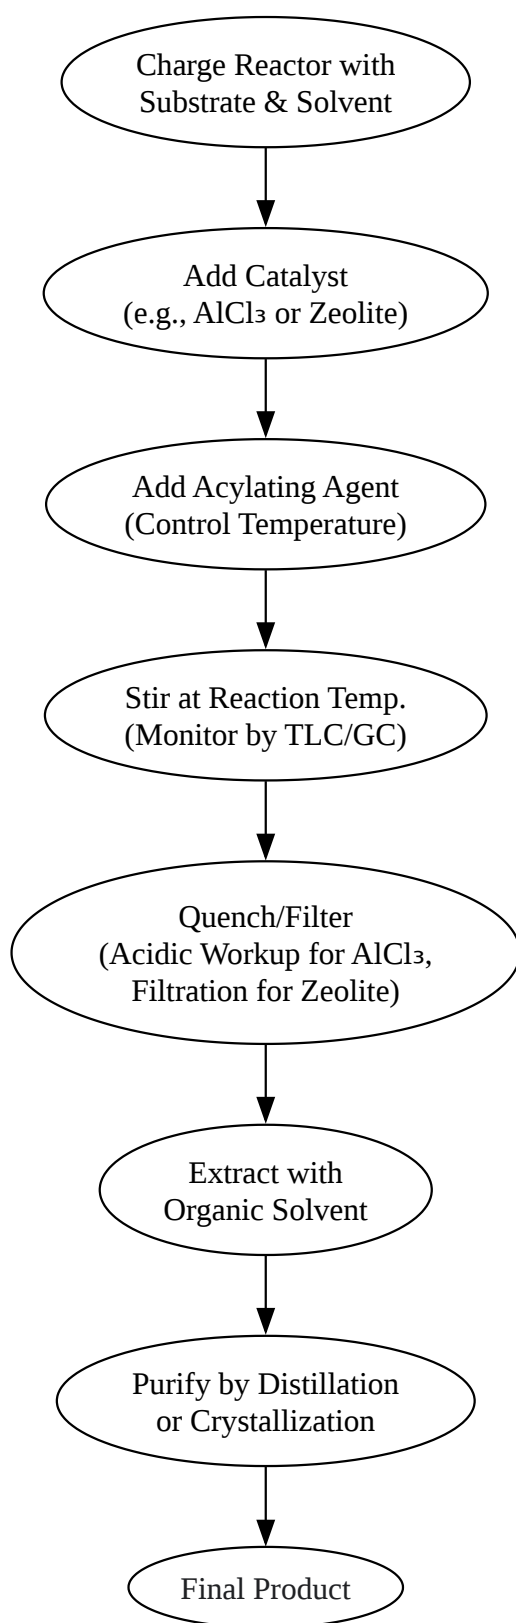 Charge Reactor with
Substrate & Solvent
Add Catalyst
(e.g., AlCl₃ or Zeolite)
Add Acylating Agent
(Control Temperature)
Stir at Reaction Temp.
(Monitor by TLC/GC)
Quench/Filter
(Acidic Workup for AlCl₃,
Filtration for Zeolite)
Extract with
Organic Solvent
Purify by Distillation
or Crystallization
Final Product